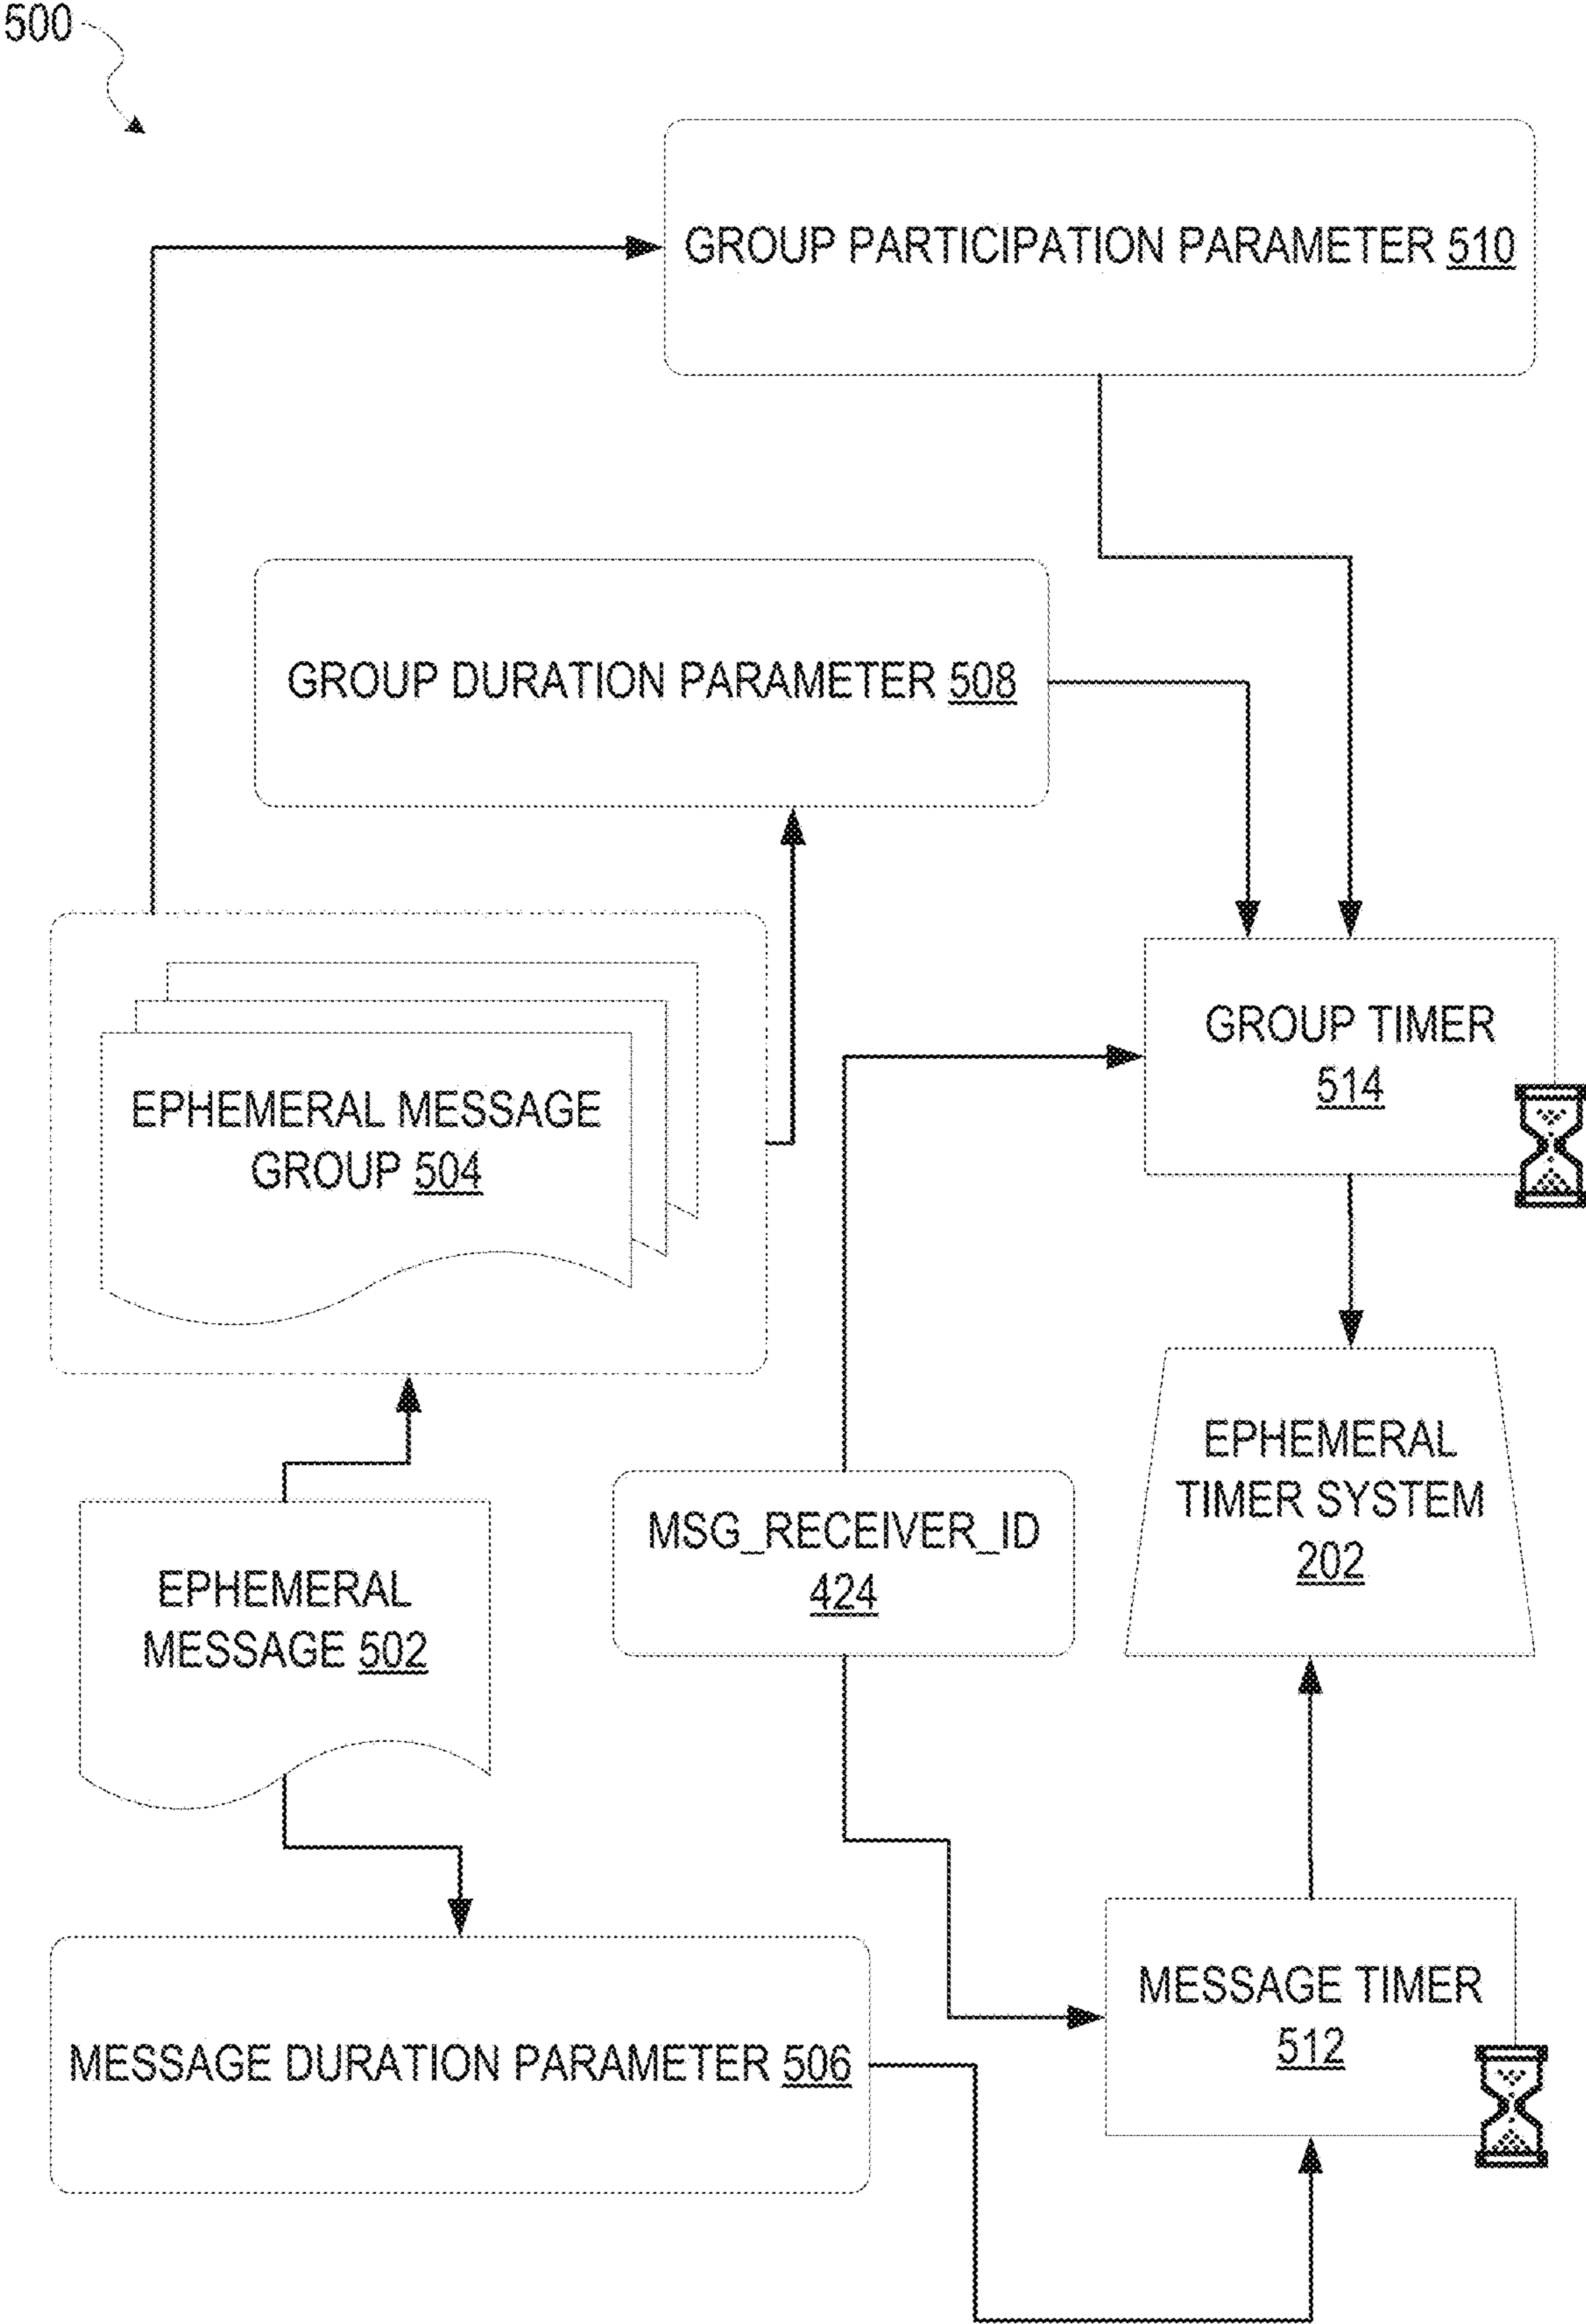 500
GROUP PARTICIPATION PARAMETER 510
GROUP DURATION PARAMETER 508
GROUP TIMER
514
EPHEMERAL MESSAGE
GROUP 504
EPHEMERAL
TIMER SYSTEM
202
MSG_RECEIVER_ID
424
EPHEMERAL
MESSAGE 502
MESSAGE TIMER
512
MESSAGE DURATION PARAMETER 506